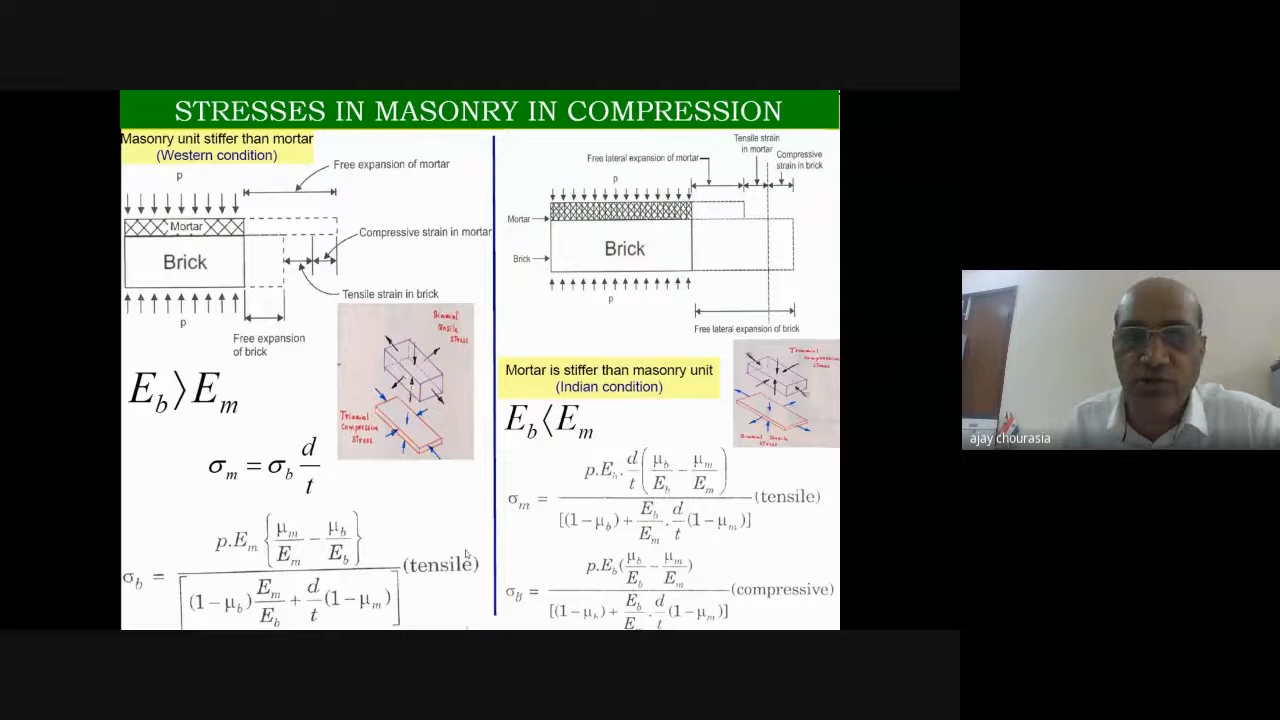 STRESSES IN MASONRY IN COMPRESSION
Masonry unit stiffer than mortar
(Western condition)
p
Free expansion of mortar
Mortar
Compressive strain in mortar
Brick
Tensile strain in brick
p
Free expansion
of brick
E_b ⟩ E_m
Biaxial
Tensile
Stress
Triaxial
Compressive
Stress
σ_m = σ_b d/t
σ_b = p.E_m {μ_m/E_m − μ_b/E_b} / [(1−μ_b) E_m/E_b + d/t (1−μ_m)] (tensile)
Tensile strain
in mortar
Free lateral expansion of mortar
Compressive
strain in brick
p
Mortar
Brick
Brick
p
Free lateral expansion of brick
Mortar is stiffer than masonry unit
(Indian condition)
Triaxial
Compressive
Stress
Biaxial Tensile
Stress
E_b ⟨ E_m
σ_m = p.E_b. d/t (μ_b/E_b − μ_m/E_m) / [(1−μ_b) + E_b/E_m . d/t (1−μ_m)] (tensile)
σ_b = p.E_b (μ_b/E_b − μ_m/E_m) / [(1−μ_b) + E_b/E_m . d/t (1−μ_m)] (compressive)
ajay chourasia